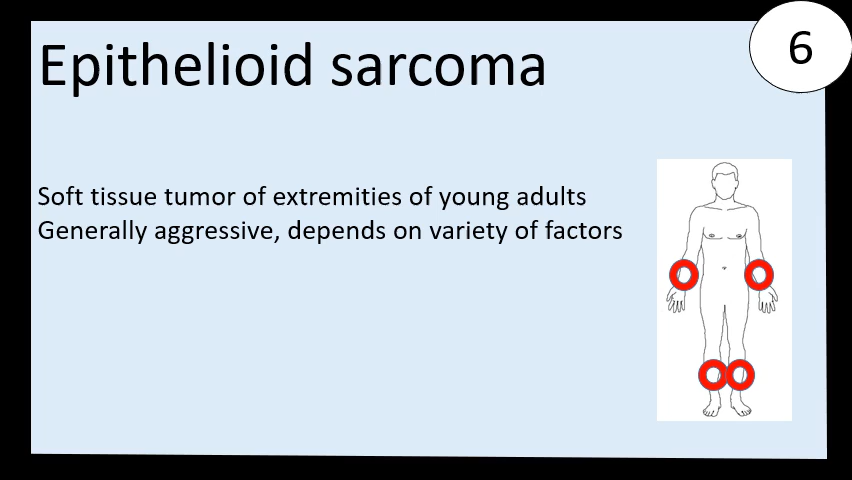 Epithelioid sarcoma
6
Soft tissue tumor of extremities of young adults
Generally aggressive, depends on variety of factors